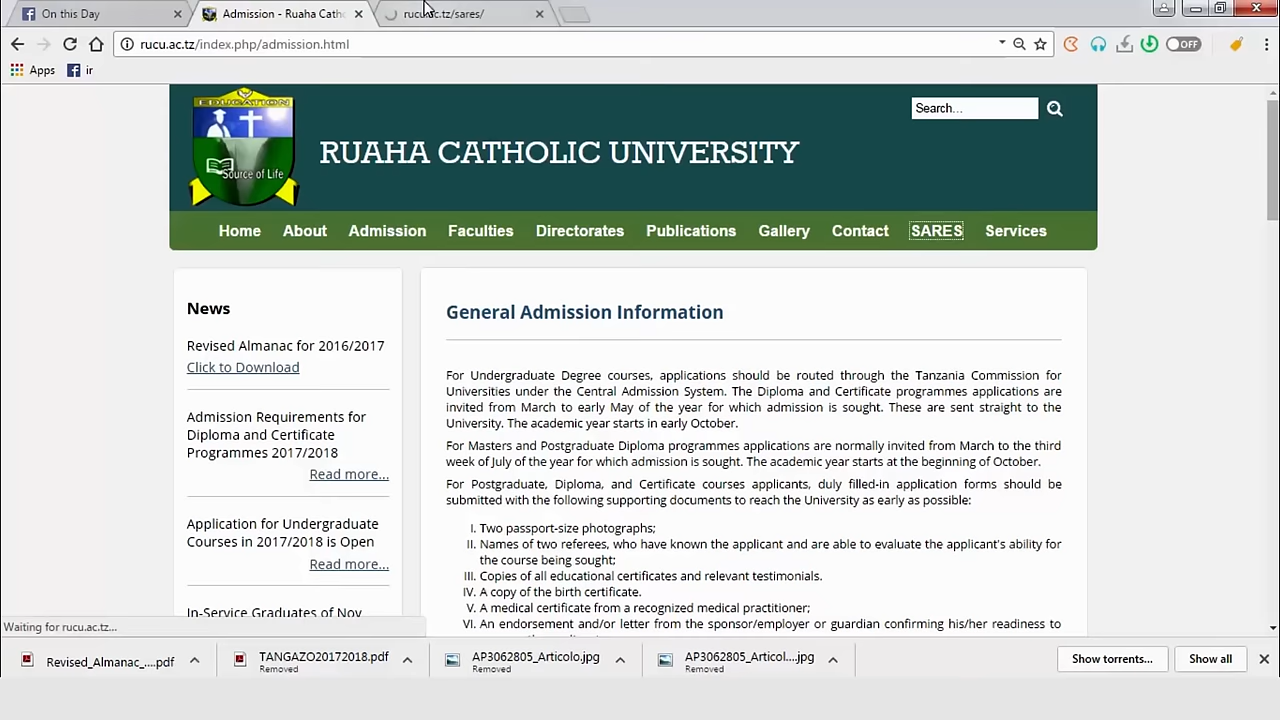 On this Day
Admission - Ruaha Cath
rucu.ac.tz/sares/
rucu.ac.tz/index.php/admission.html
OFF
Apps
ir
EDUCATION
Source of Life
RUAHA CATHOLIC UNIVERSITY
Search...
Home About Admission Faculties Directorates Publications Gallery Contact SARES Services
News
Revised Almanac for 2016/2017
Click to Download
Admission Requirements for
Diploma and Certificate
Programmes 2017/2018
Read more...
Application for Undergraduate
Courses in 2017/2018 is Open
Read more...
In-Service Graduates of Nov
General Admission Information
For Undergraduate Degree courses, applications should be routed through the Tanzania Commission for
Universities under the Central Admission System. The Diploma and Certificate programmes applications are
invited from March to early May of the year for which admission is sought. These are sent straight to the
University. The academic year starts in early October.
For Masters and Postgraduate Diploma programmes applications are normally invited from March to the third
week of July of the year for which admission is sought. The academic year starts at the beginning of October.
For Postgraduate, Diploma, and Certificate courses applicants, duly filled-in application forms should be
submitted with the following supporting documents to reach the University as early as possible:
I. Two passport-size photographs;
II. Names of two referees, who have known the applicant and are able to evaluate the applicant's ability for
the course being sought;
III. Copies of all educational certificates and relevant testimonials.
IV. A copy of the birth certificate.
V. A medical certificate from a recognized medical practitioner;
VI. An endorsement and/or letter from the sponsor/employer or guardian confirming his/her readiness to
Waiting for rucu.ac.tz...
Revised_Almanac_....pdf
TANGAZO20172018.pdf
Removed
AP3062805_Articolo.jpg
Removed
AP3062805_Articol....jpg
Removed
Show torrents...
Show all